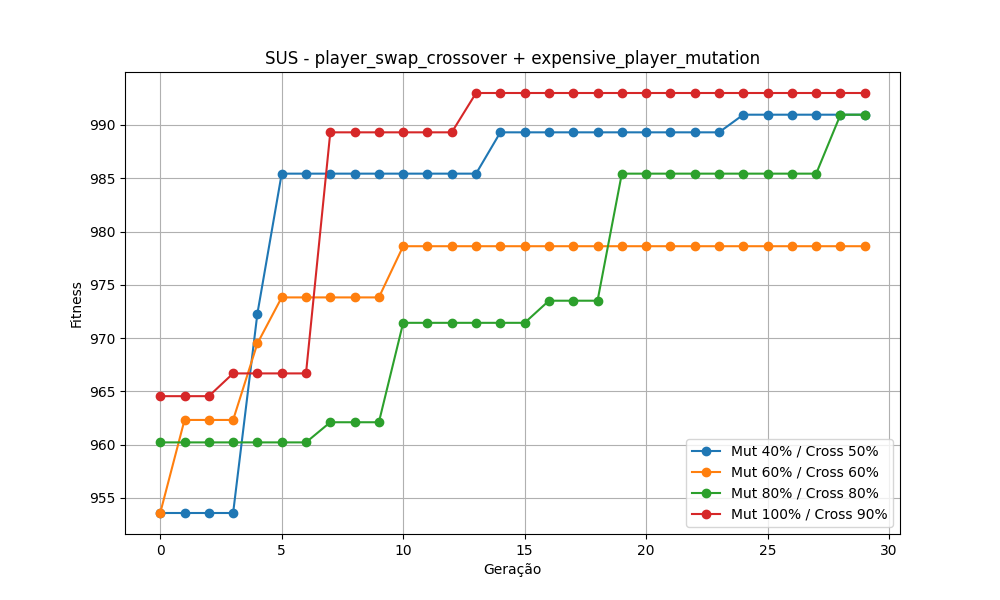 SUS - player_swap_crossover + expensive_player_mutation
Fitness
990
985
980
975
970
965
960
955
0 5 10 15 20 25 30
Geração
Mut 40% / Cross 50%
Mut 60% / Cross 60%
Mut 80% / Cross 80%
Mut 100% / Cross 90%